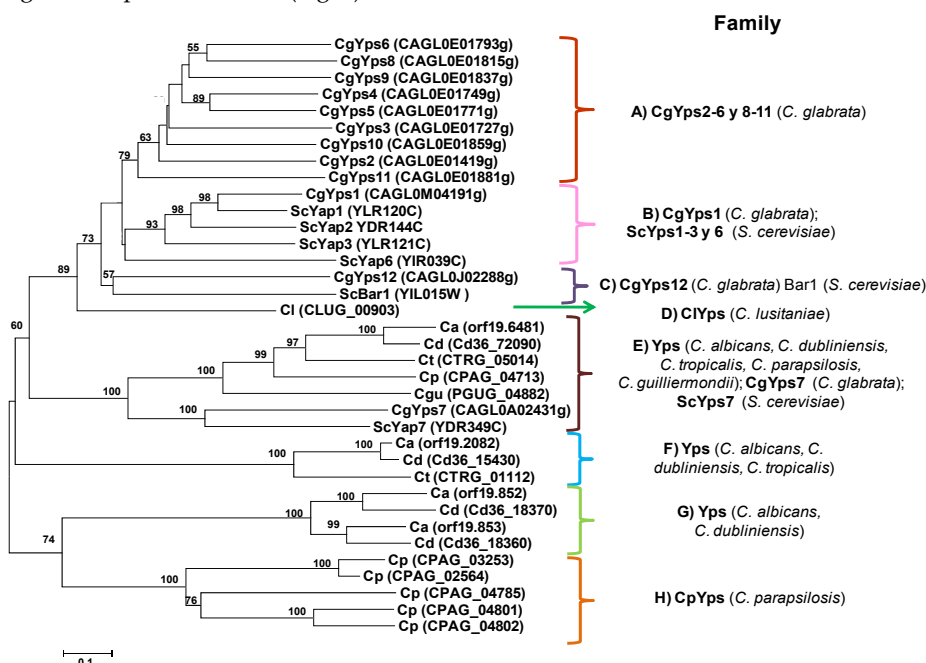 Family
55
CgYps6 (CAGL0E01793g)
CgYps8 (CAGL0E01815g)
CgYps9 (CAGL0E01837g)
CgYps4 (CAGL0E01749g)
89
CgYps5 (CAGL0E01771g)
CgYps3 (CAGL0E01727g)
63
CgYps10 (CAGL0E01859g)
79
CgYps2 (CAGL0E01419g)
CgYps11 (CAGL0E01881g)
A) CgYps2-6 y 8-11 (C. glabrata)
98
CgYps1 (CAGL0M04191g)
98
ScYap1 (YLR120C)
93
ScYap2 YDR144C
73
ScYap3 (YLR121C)
ScYap6 (YIR039C)
B) CgYps1 (C. glabrata);
ScYps1-3 y 6 (S. cerevisiae)
89
57
CgYps12 (CAGL0J02288g)
ScBar1 (YIL015W )
C) CgYps12 (C. glabrata) Bar1 (S. cerevisiae)
Cl (CLUG_00903)
D) ClYps (C. lusitaniae)
60
100
Ca (orf19.6481)
97
Cd (Cd36_72090)
99
Ct (CTRG_05014)
100
Cp (CPAG_04713)
100
Cgu (PGUG_04882)
100
CgYps7 (CAGL0A02431g)
ScYap7 (YDR349C)
E) Yps (C. albicans, C. dubliniensis,
C. tropicalis, C. parapsilosis,
C. guilliermondii); CgYps7 (C. glabrata);
ScYps7 (S. cerevisiae)
100
Ca (orf19.2082)
100
Cd (Cd36_15430)
Ct (CTRG_01112)
F) Yps (C. albicans, C.
dubliniensis, C. tropicalis)
100
Ca (orf19.852)
100
Cd (Cd36_18370)
99
Ca (orf19.853)
Cd (Cd36_18360)
G) Yps (C. albicans,
C. dubliniensis)
74
100
Cp (CPAG_03253)
100
Cp (CPAG_02564)
76
Cp (CPAG_04785)
100
Cp (CPAG_04801)
Cp (CPAG_04802)
H) CpYps (C. parapsilosis)
0.1